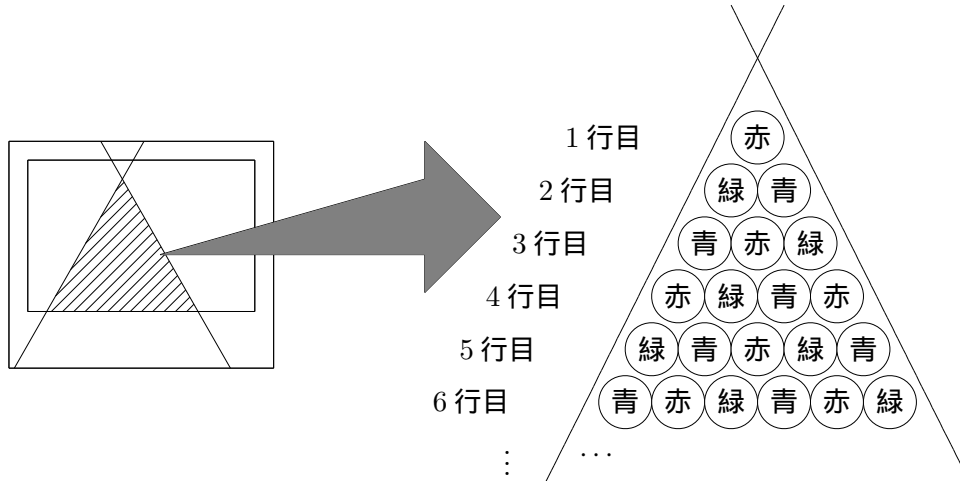 1 行目 赤
2 行目 緑 青
3 行目 青 赤 緑
4 行目 赤 緑 青 赤
5 行目 緑 青 赤 緑 青
6 行目 青 赤 緑 青 赤 緑
⋮ ⋯